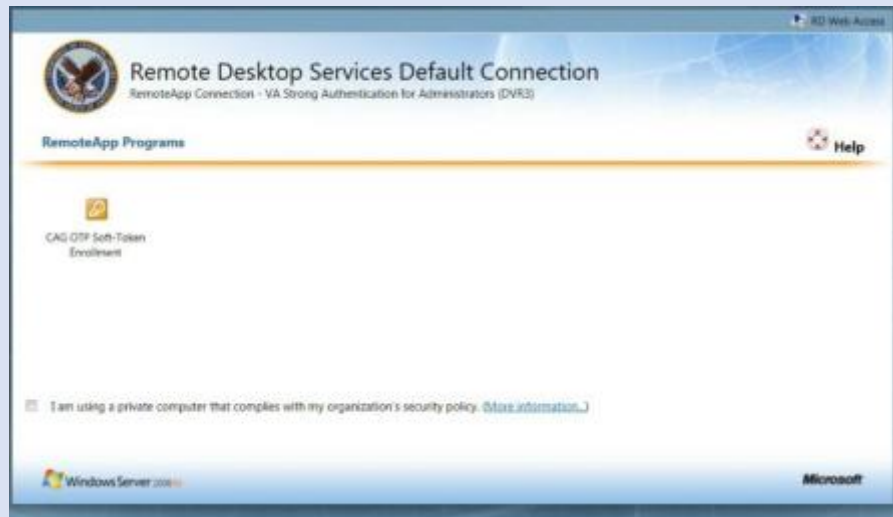 RD Web Access
Remote Desktop Services Default Connection
RemoteApp Connection - VA Strong Authentication for Administrators (DVR3)
RemoteApp Programs
Help
CAG OTP Soft-Token
Enrollment
I am using a private computer that complies with my organization's security policy. (More information...)
Windows Server 2008 R2
Microsoft